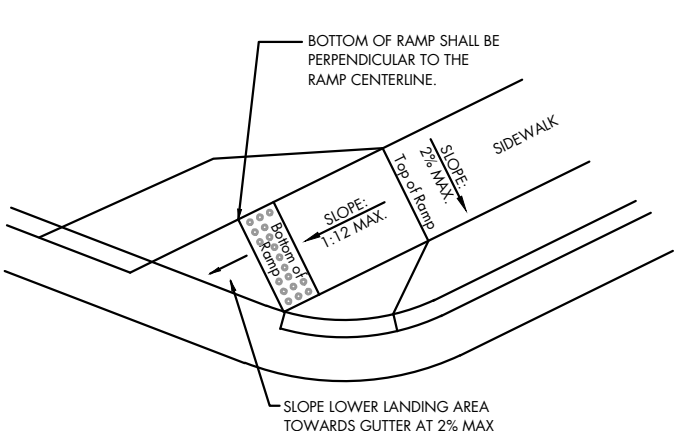 BOTTOM OF RAMP SHALL BE
PERPENDICULAR TO THE
RAMP CENTERLINE.
SIDEWALK
SLOPE:
2% MAX.
Top of Ramp
SLOPE:
1:12 MAX.
Bottom of
Ramp
SLOPE LOWER LANDING AREA
TOWARDS GUTTER AT 2% MAX